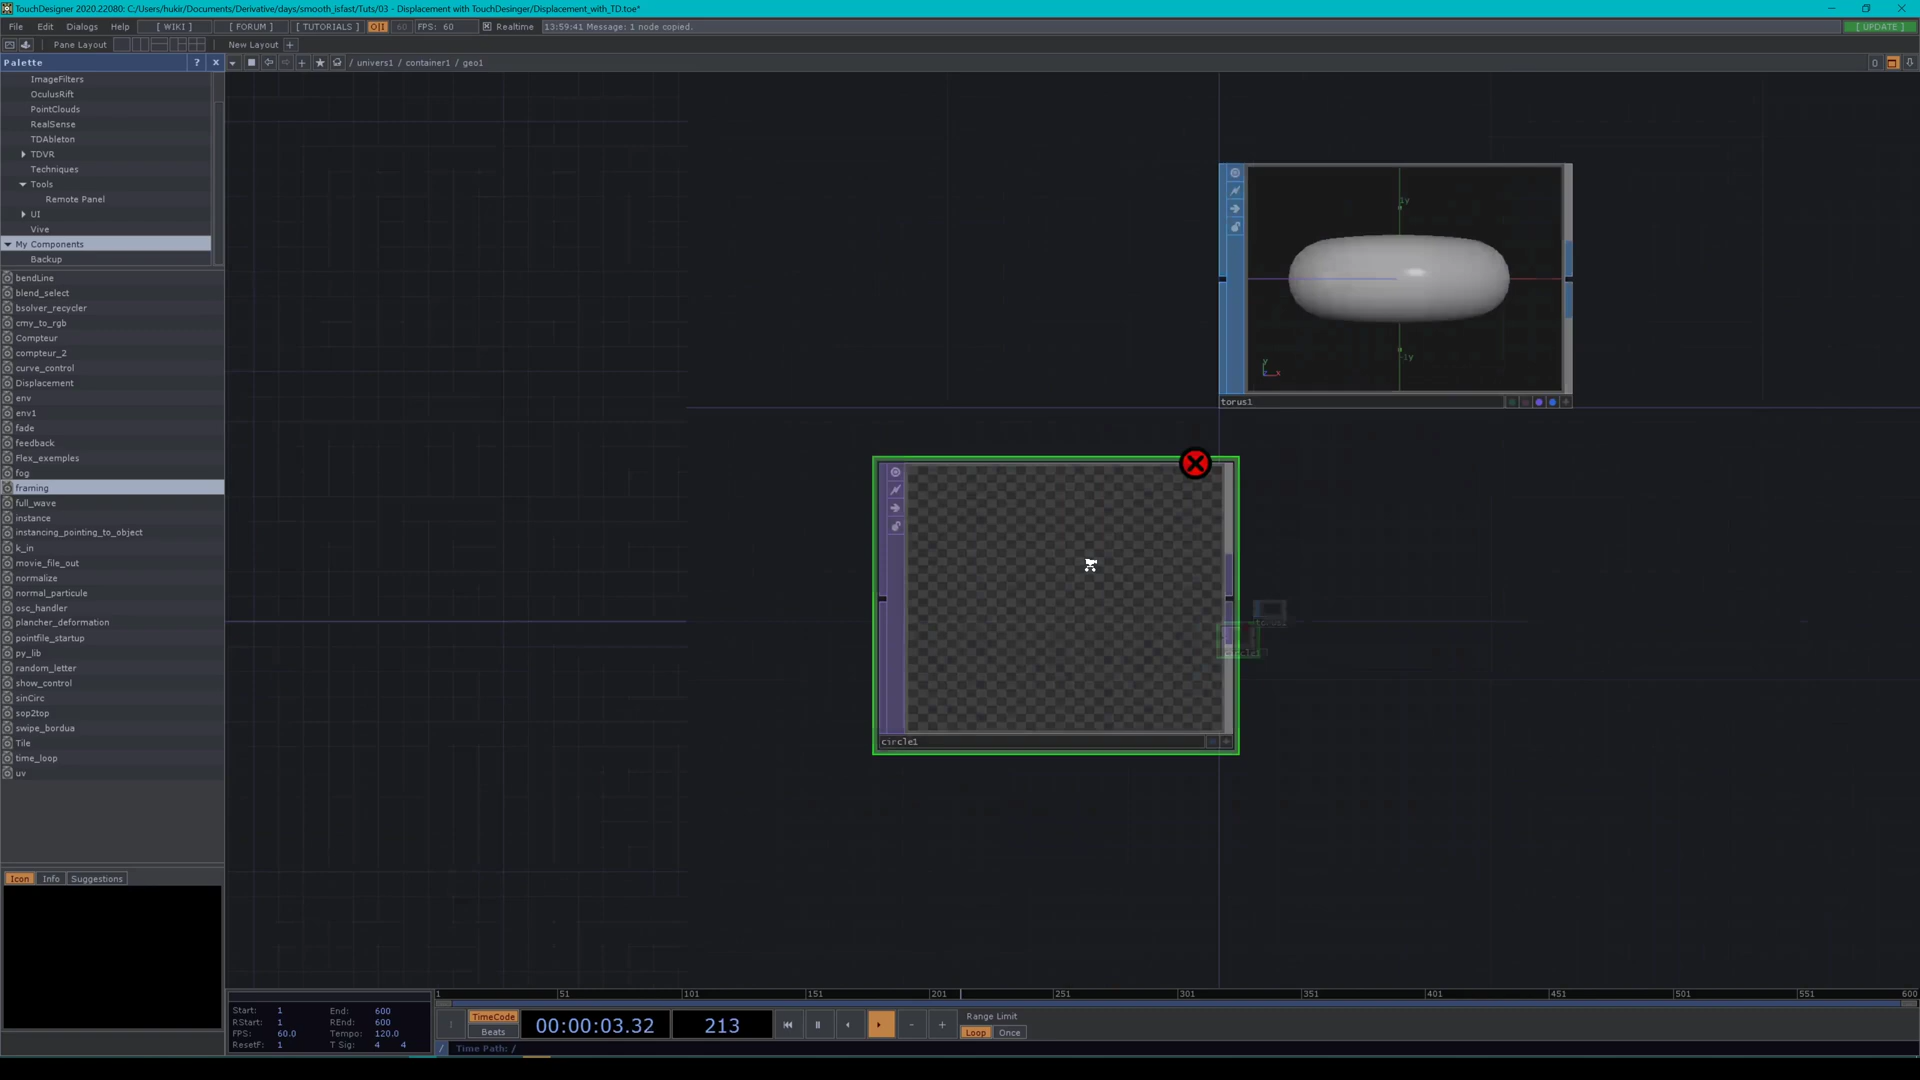 TouchDesigner 2020.22080: C:/Users/hukir/Documents/Derivative/days/smooth_isfast/Tuts/03 - Displacement with TouchDesinger/Displacement_with_TD.toe*
File Edit Dialogs Help [ WIKI ] [ FORUM ] [ TUTORIALS ] O|I 60 FPS: 60 Realtime 13:59:41 Message: 1 node copied. [ UPDATE ]
Pane Layout New Layout +
Palette ? x / univers1 / container1 / geo1 0
ImageFilters
OculusRift
PointClouds
RealSense
TDAbleton
TDVR
Techniques
Tools
Remote Panel
UI
Vive
My Components
Backup
bendLine
blend_select
bsolver_recycler
cmy_to_rgb
Compteur
compteur_2
curve_control
Displacement
env
env1
fade
feedback
Flex_examples
fog
framing
full_wave
instance
instancing_pointing_to_object
k_in
movie_file_out
normalize
normal_particule
osc_handler
plancher_deformation
pointfile_startup
py_lib
random_letter
show_control
sinCirc
sop2top
swipe_bordua
Tile
time_loop
uv
Icon Info Suggestions
1y
-1y
y
x
torus1
circle1
1 51 101 151 201 251 301 351 401 451 501 551 600
Start: 1 End: 600
RStart: 1 REnd: 600
FPS: 60.0 Tempo: 120.0
ResetF: 1 T Sig: 4 4
TimeCode
Beats
00:00:03.32
213
- +
Range Limit
Loop Once
/ Time Path: /